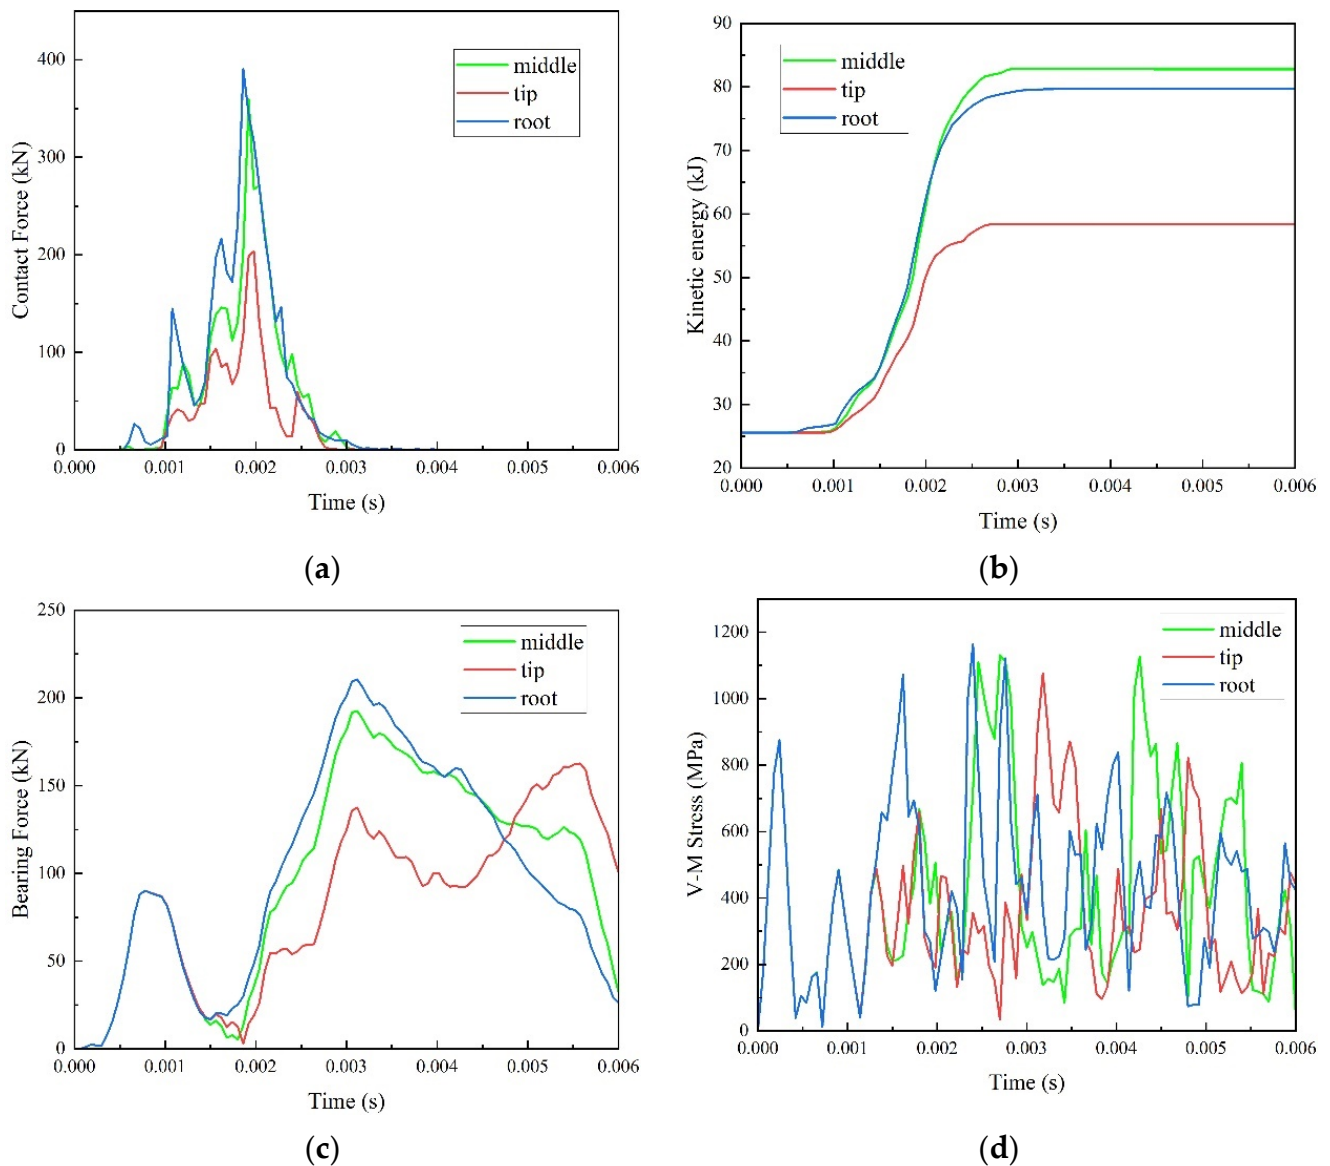 400
300
200
100
0
Contact Force (kN)
middle
tip
root
0.000 0.001 0.002 0.003 0.004 0.005 0.006
Time (s)
(a)
90
80
70
60
50
40
30
20
Kinetic energy (kJ)
middle
tip
root
0.000 0.001 0.002 0.003 0.004 0.005 0.006
Time (s)
(b)
250
200
150
100
50
0
Bearing Force (kN)
middle
tip
root
0.000 0.001 0.002 0.003 0.004 0.005 0.006
Time (s)
(c)
1200
1000
800
600
400
200
0
V-M Stress (MPa)
middle
tip
root
0.000 0.001 0.002 0.003 0.004 0.005 0.006
Time (s)
(d)